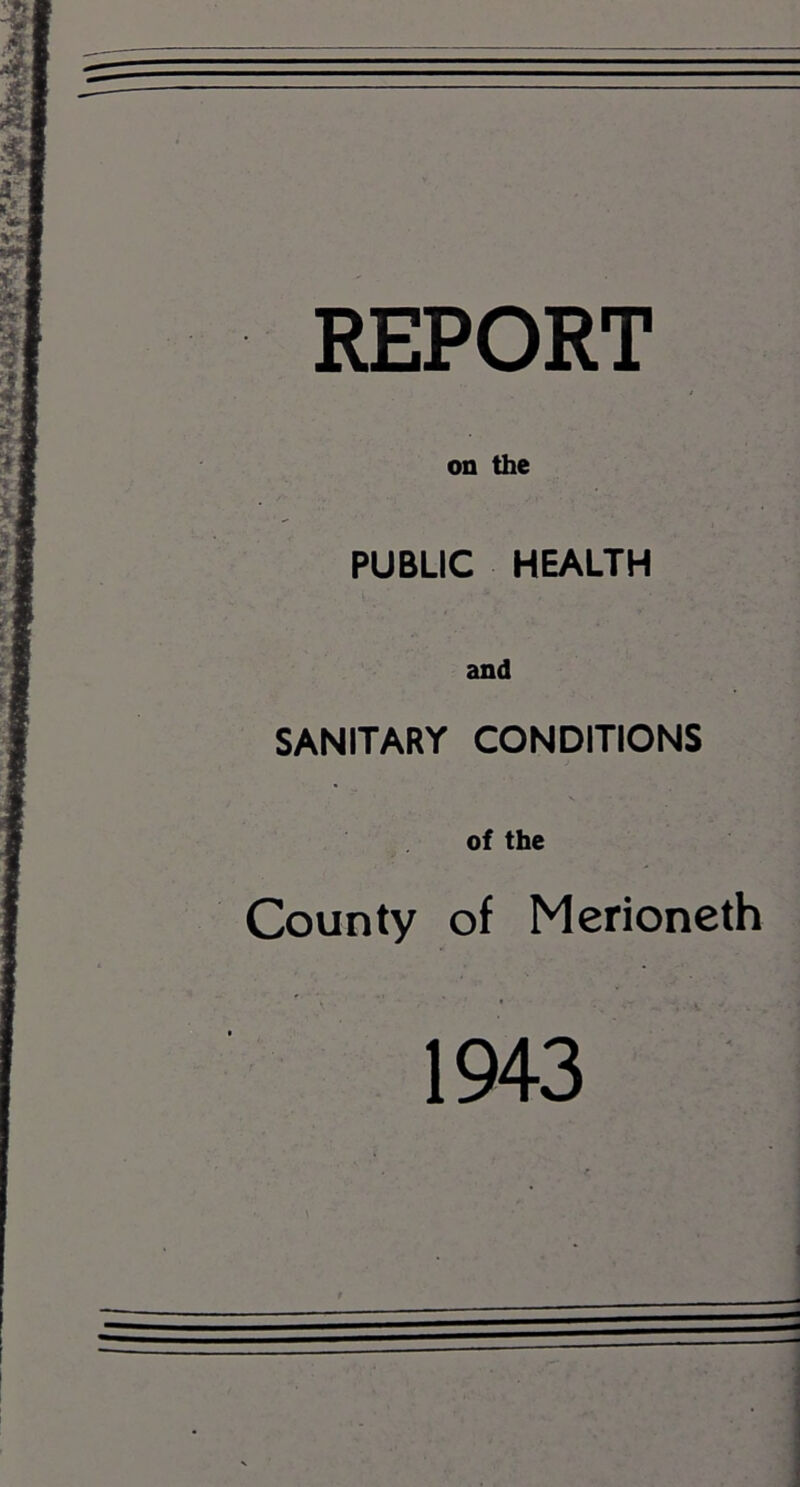 REPORT
on the
PUBLIC HEALTH
and
SANITARY CONDITIONS
of the
County of Merioneth
1943